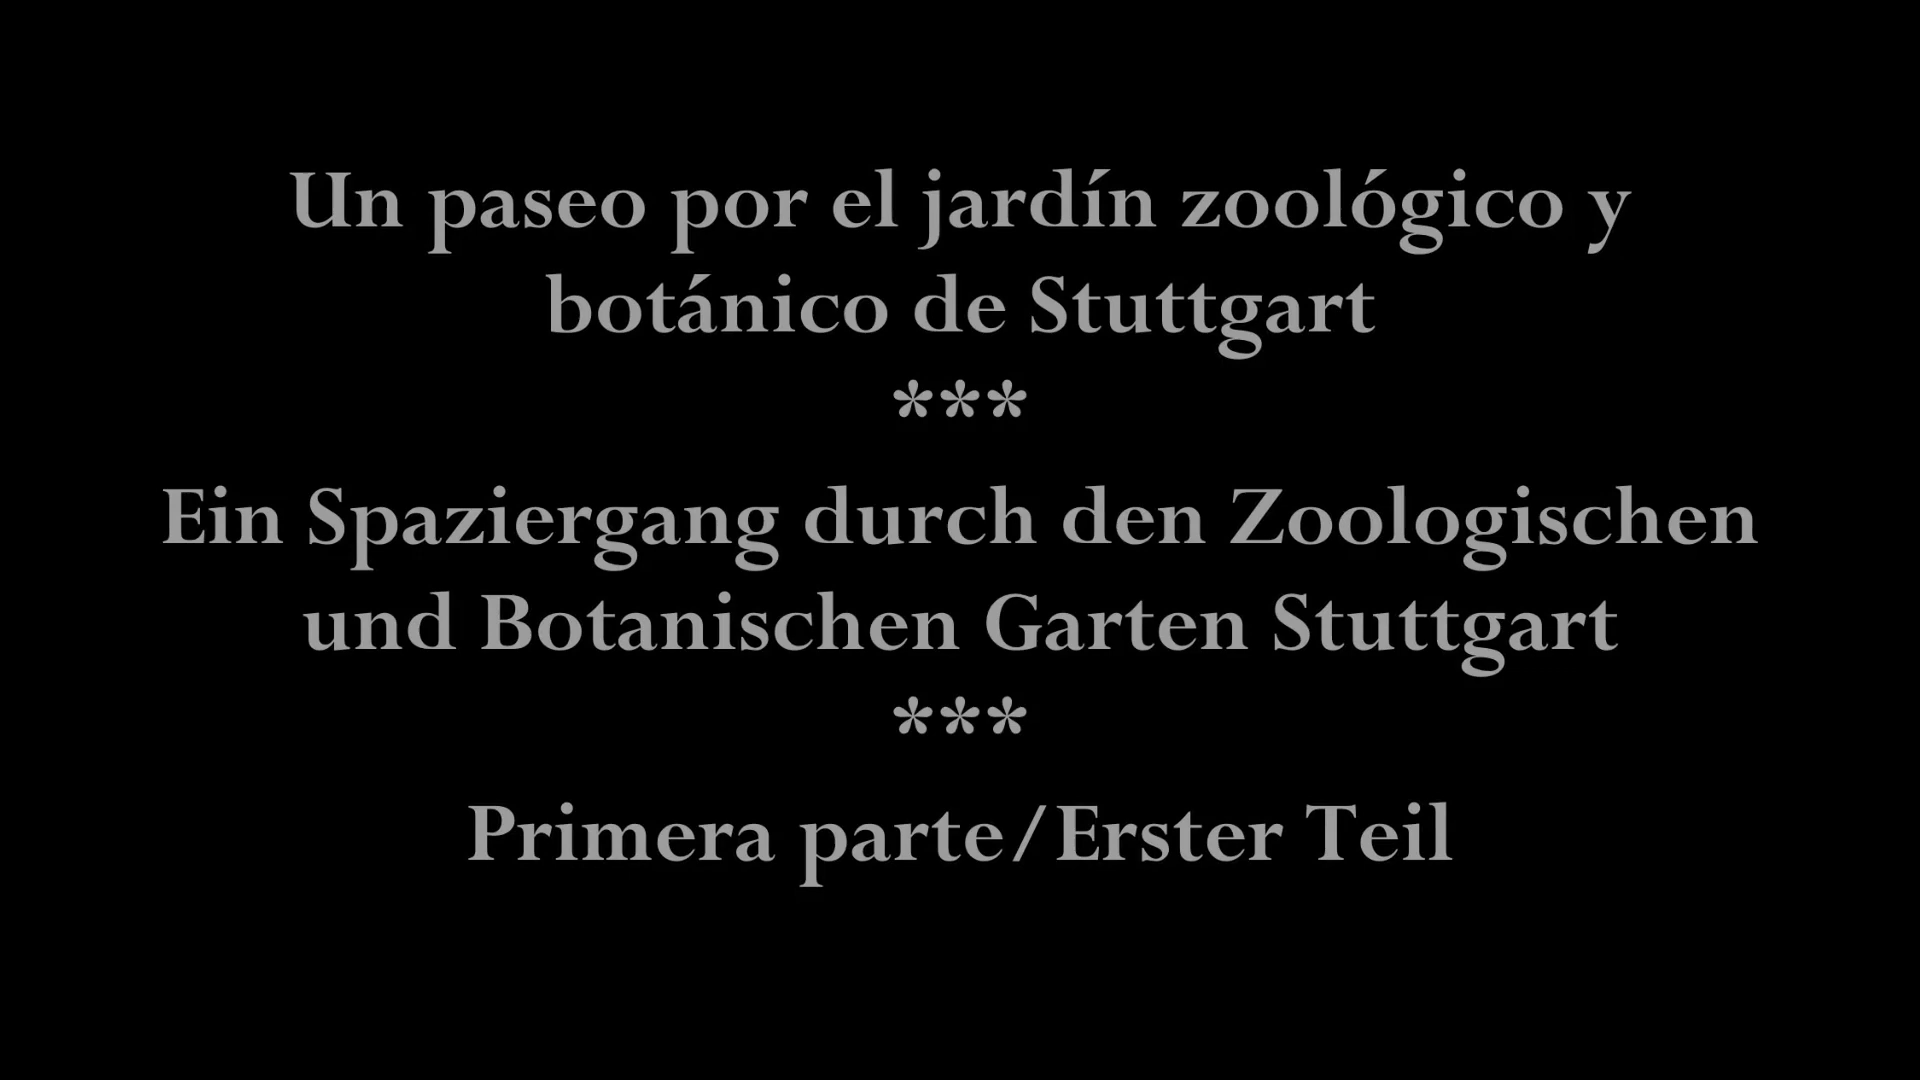 Un paseo por el jardín zoológico y
botánico de Stuttgart
***
Ein Spaziergang durch den Zoologischen
und Botanischen Garten Stuttgart
***
Primera parte/Erster Teil